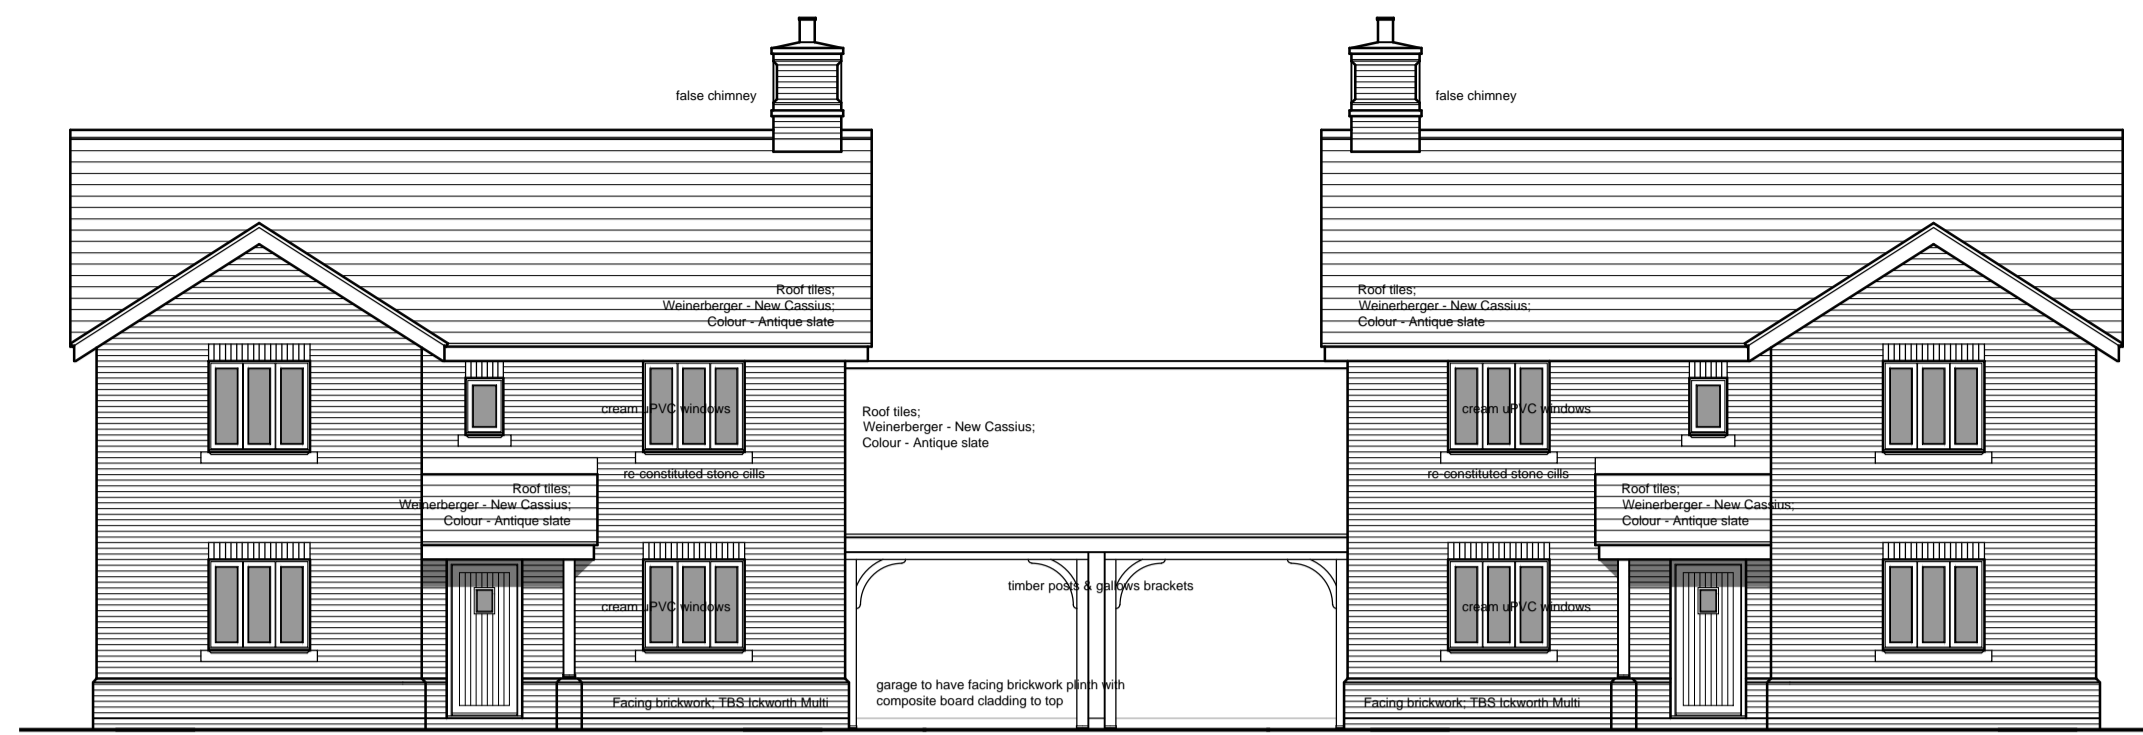 false chimney
false chimney
Roof tiles;
Weinerberger - New Cassius;
Colour - Antique slate
Roof tiles;
Weinerberger - New Cassius;
Colour - Antique slate
cream uPVC windows
Roof tiles;
Weinerberger - New Cassius;
Colour - Antique slate
cream uPVC windows
re-constituted stone cills
re-constituted stone cills
Roof tiles;
Weinerberger - New Cassius;
Colour - Antique slate
Roof tiles;
Weinerberger - New Cassius;
Colour - Antique slate
cream uPVC windows
timber posts & gallows brackets
cream uPVC windows
garage to have facing brickwork plinth with
composite board cladding to top
Facing brickwork; TBS Ickworth Multi
Facing brickwork; TBS Ickworth Multi